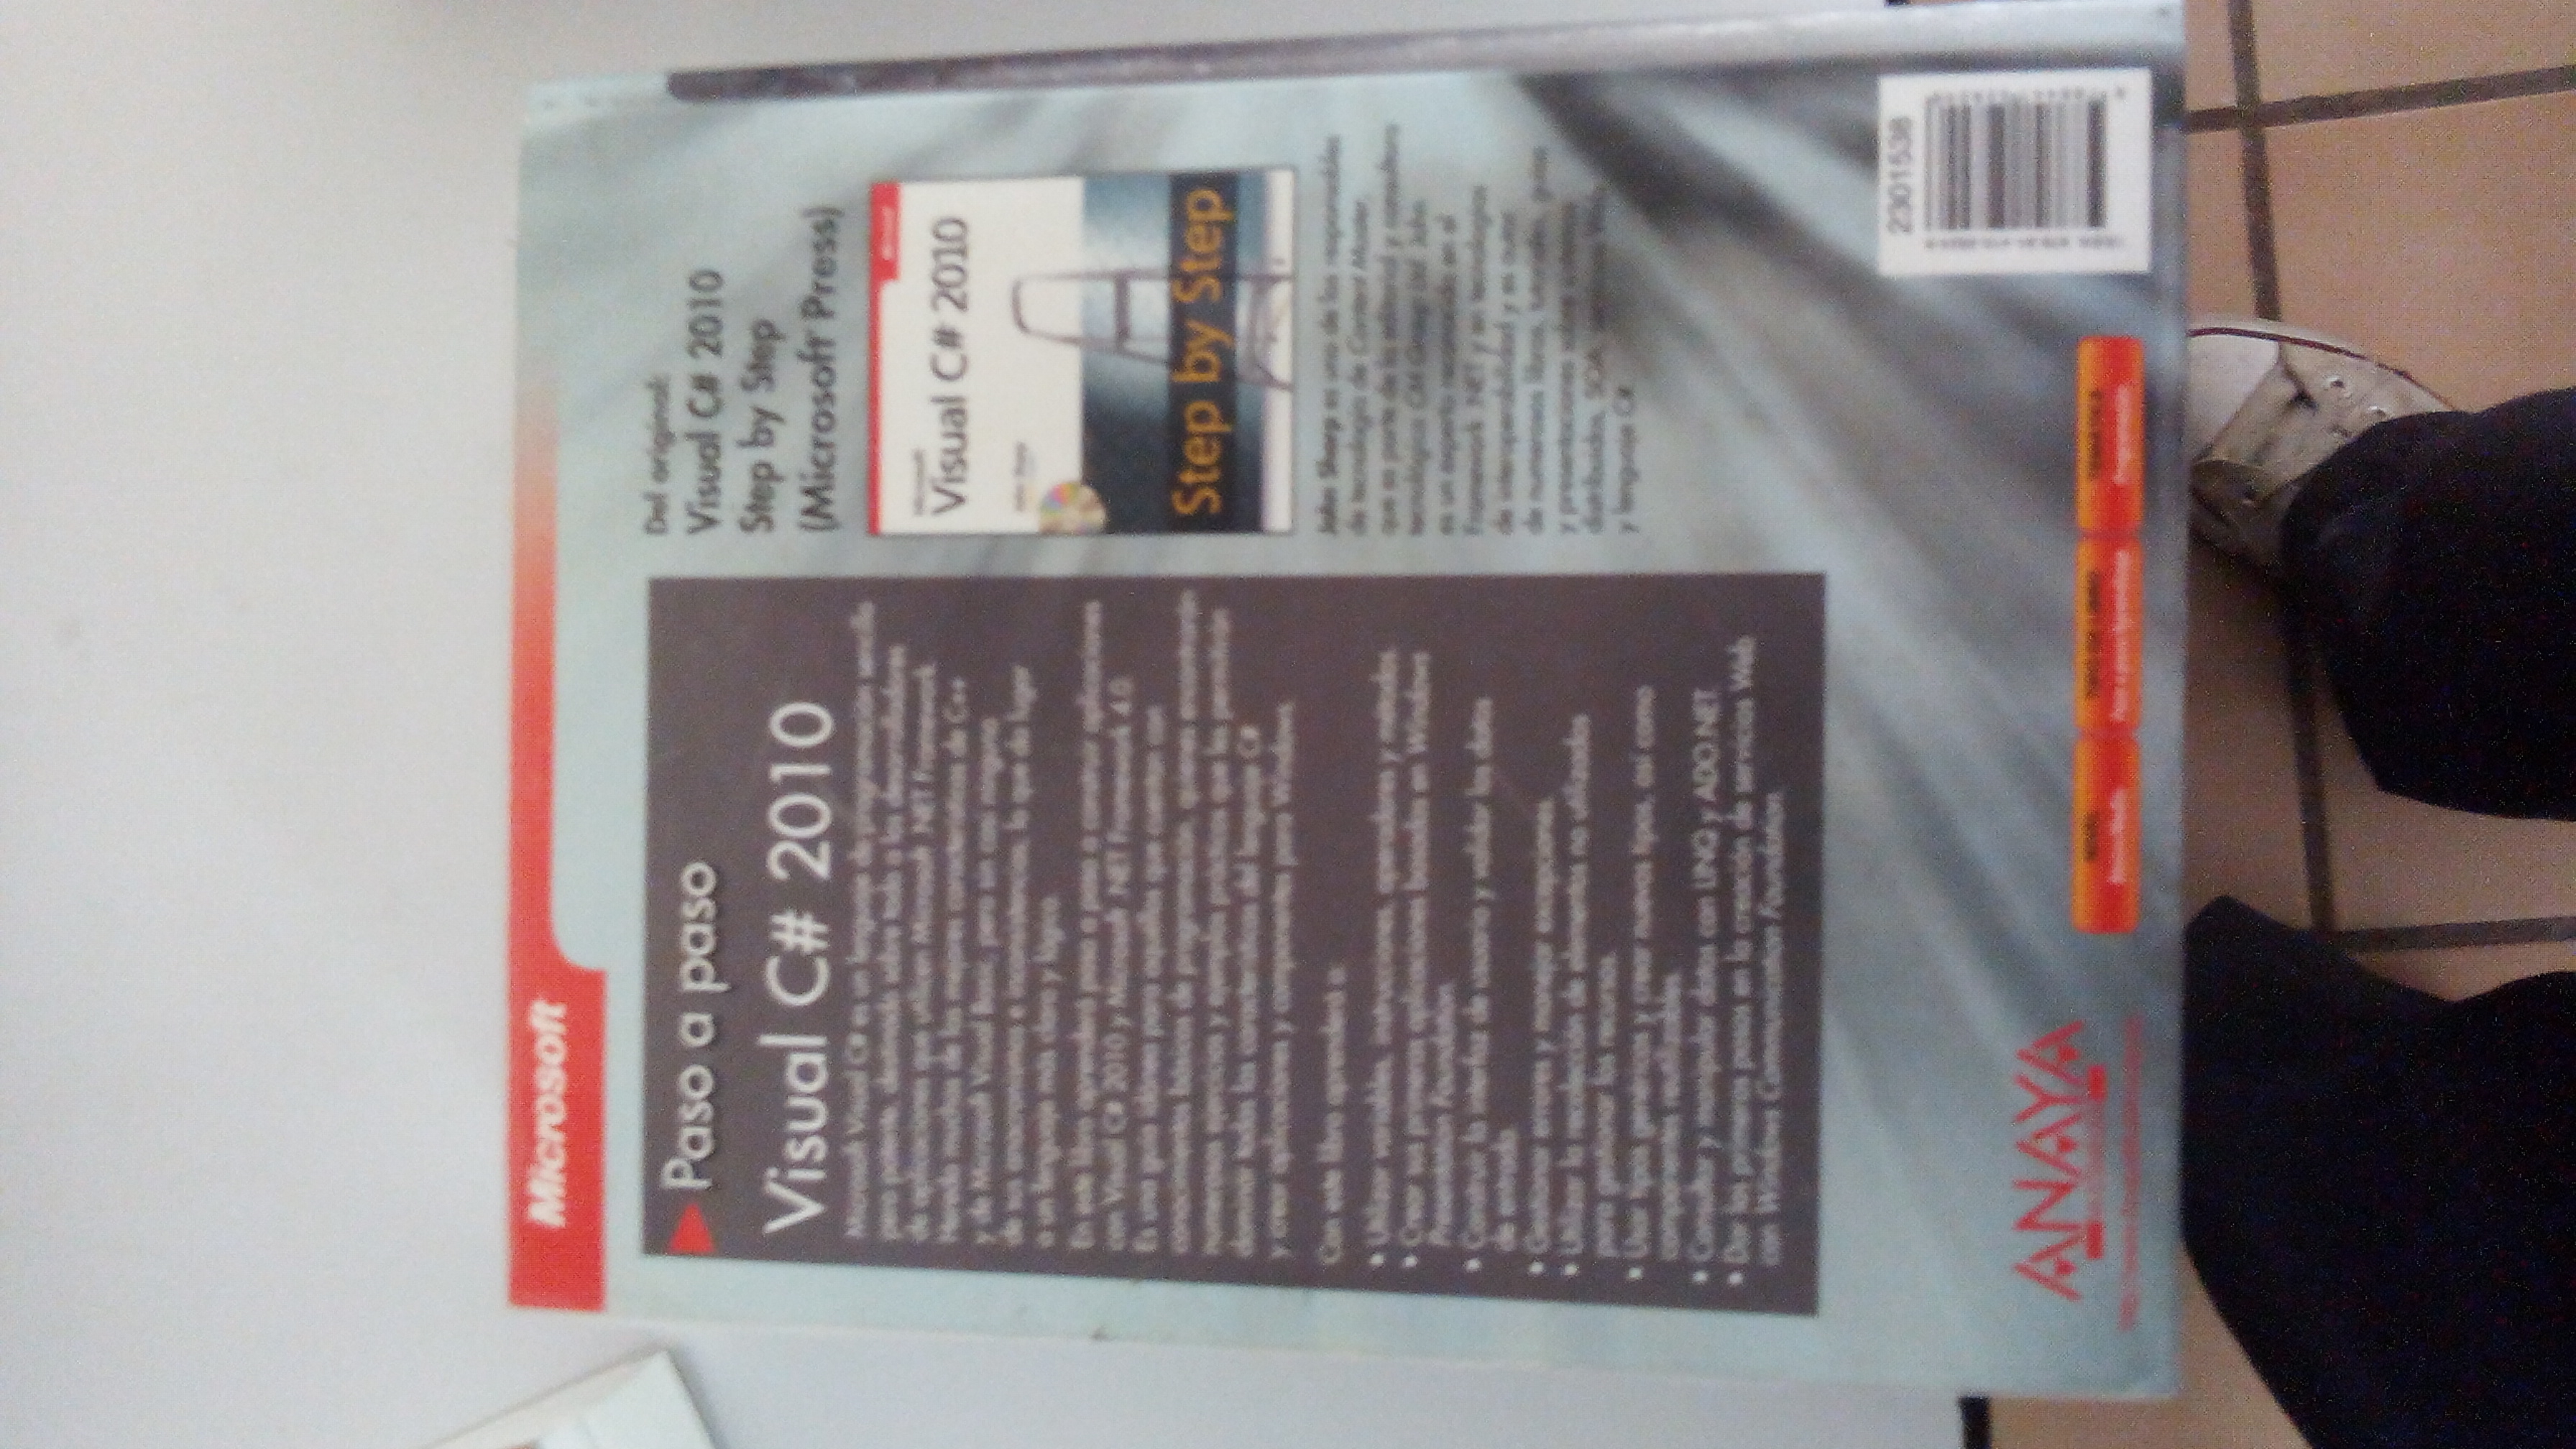 Microsoft
Paso a paso
Visual C# 2010
Microsoft Visual C# es un lenguaje de programación sencillo
pero potente, destinado sobre todo a los desarrolladores
de aplicaciones que utilicen Microsoft .NET Framework.
Hereda muchas de las mejores características de C++
y de Microsoft Visual Basic, pero sin casi ninguna
de sus anacronismos e inconsistencias, lo que da lugar
a un lenguaje más claro y lógico.
En este libro aprenderá paso a paso a construir aplicaciones
con Visual C# 2010 y Microsoft .NET Framework 4.0.
Es una guía idónea para aquellos que cuentan con
conocimientos básicos de programación, quienes encontrarán
numerosos ejercicios y ejemplos prácticos que les permitirán
dominar todas las características del lenguaje C#
y crear aplicaciones y componentes para Windows.
Con este libro aprenderá a:
• Utilizar variables, instrucciones, operadores y métodos.
• Crear sus primeras aplicaciones basadas en Windows
Presentation Foundation.
• Construir la interfaz de usuario y validar los datos
de entrada.
• Gestionar errores y manejar excepciones.
• Utilizar la recolección de elementos no utilizados
para gestionar los recursos.
• Usar tipos genéricos y crear nuevos tipos, así como
componentes reutilizables.
• Consultar y manipular datos con LINQ y ADO.NET.
• Dar los primeros pasos en la creación de servicios Web
con Windows Communication Foundation.
Del original:
Visual C# 2010
Step by Step
(Microsoft Press)
Microsoft
Microsoft
Visual C# 2010
John Sharp
Step by Step
John Sharp es uno de los responsables
de tecnología de Content Master,
que es parte de la editorial y consultora
tecnológica CM Group Ltd. John
es un experto reconocido en el
Framework .NET y en tecnologías
de interoperabilidad y es autor
de numerosos libros, tutoriales, guías
y presentaciones sobre sistemas
distribuidos, SOA, servicios Web
y lenguaje C#.
2301538
ANAYA
NIVEL
TIPO DE LIBRO
TEMÁTICA
Programación